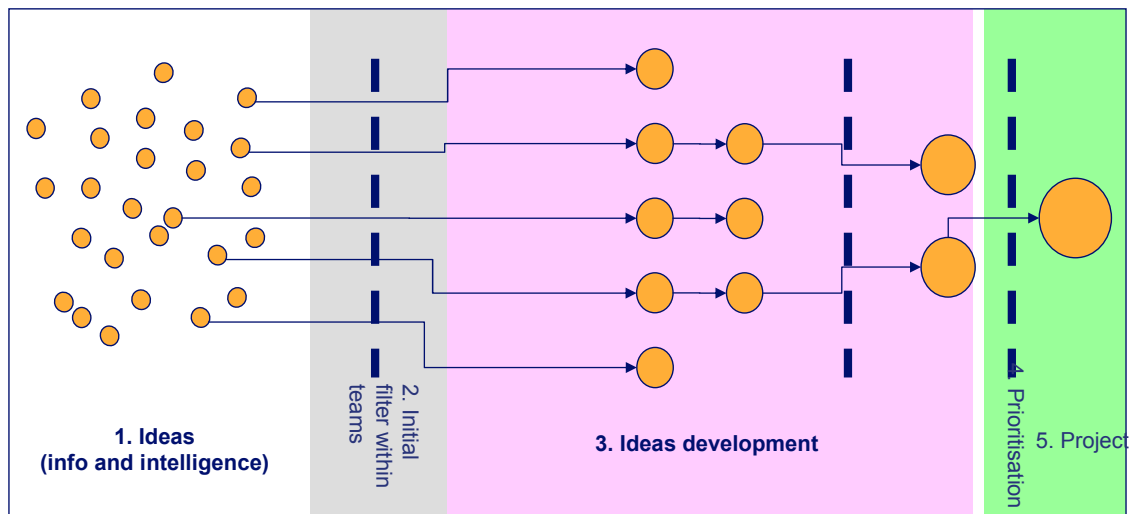 1. Ideas
(info and intelligence)
2. Initial
filter within
teams
3. Ideas development
4. Prioritisation
5. Project